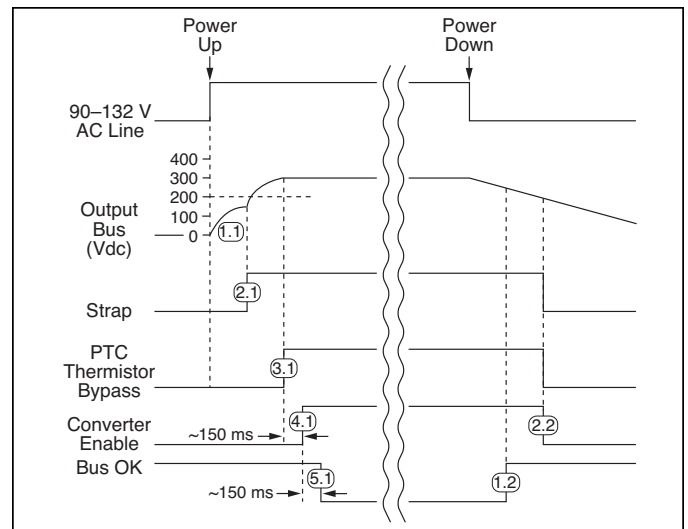 Power
Up
Power
Down
90–132 V
AC Line
400
300
200
100
0
Output
Bus
(Vdc)
1.1
2.1
Strap
PTC
Thermistor
Bypass
3.1
Converter
Enable
~150 ms
4.1
2.2
Bus OK
5.1
1.2
~150 ms